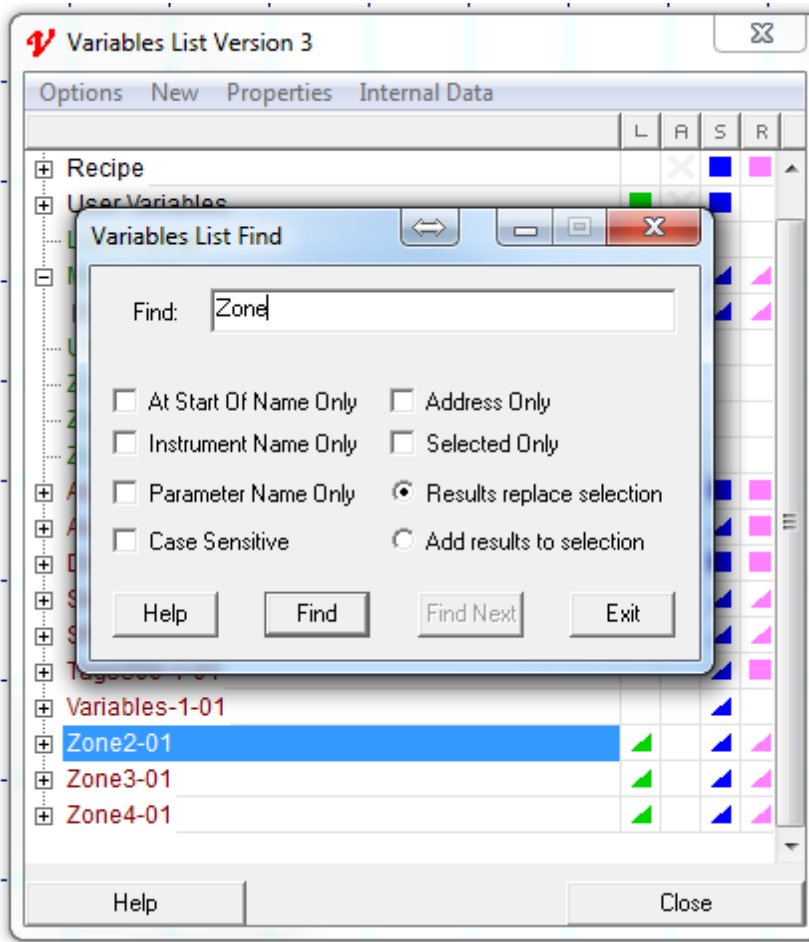 Variables List Version 3
Options New Properties Internal Data
L A S R
Recipe
User Variables
Variables List Find
Find: Zone
At Start Of Name Only Address Only
Instrument Name Only Selected Only
Parameter Name Only Results replace selection
Case Sensitive Add results to selection
Help Find Find Next Exit
Variables-1-01
Zone2-01
Zone3-01
Zone4-01
Help Close